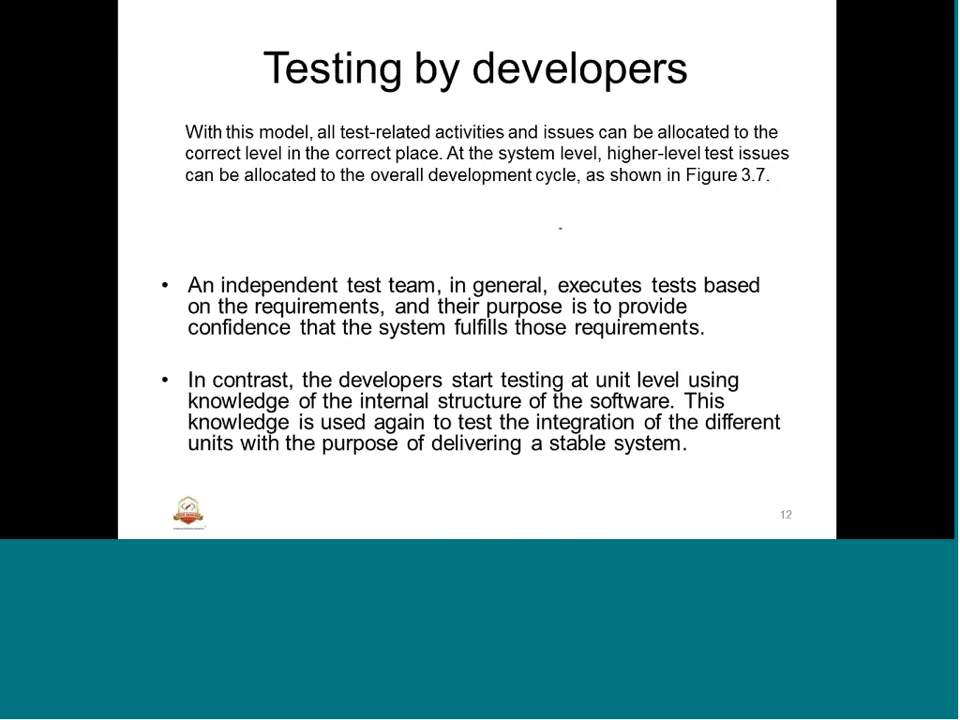 Testing by developers
With this model, all test-related activities and issues can be allocated to the
correct level in the correct place. At the system level, higher-level test issues
can be allocated to the overall development cycle, as shown in Figure 3.7.
• An independent test team, in general, executes tests based
on the requirements, and their purpose is to provide
confidence that the system fulfills those requirements.
• In contrast, the developers start testing at unit level using
knowledge of the internal structure of the software. This
knowledge is used again to test the integration of the different
units with the purpose of delivering a stable system.
12